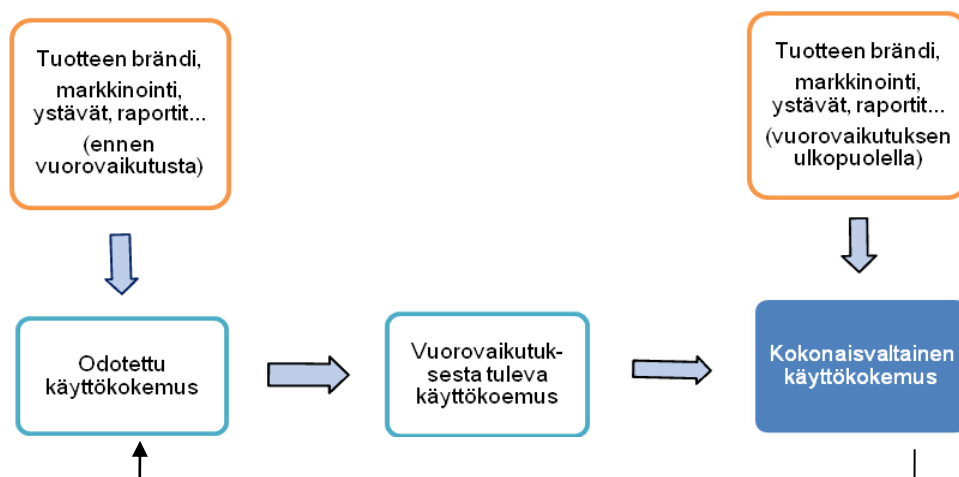 Tuotteen brändi,
markkinointi,
ystävät, raportit...
(ennen
vuorovaikutusta)
Tuotteen brändi,
markkinointi,
ystävät, raportit...
(vuorovaikutuksen
ulkopuolella)
Odotettu
käyttökokemus
Vuorovaikutuk-
sesta tuleva
käyttökoemus
Kokonaisvaltainen
käyttökokemus